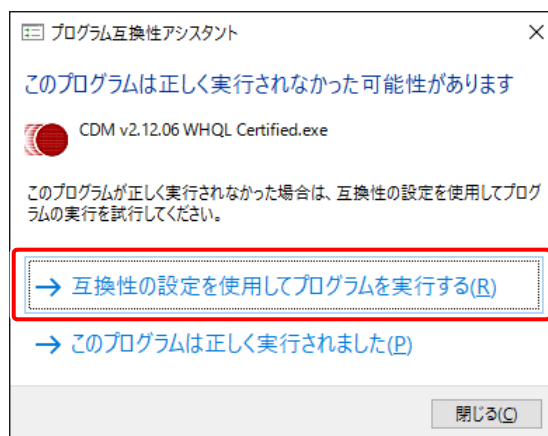 プログラム互換性アシスタント
このプログラムは正しく実行されなかった可能性があります
CDM v2.12.06 WHQL Certified.exe
このプログラムが正しく実行されなかった場合は、互換性の設定を使用してプログ
ラムの実行を試行してください。
→ 互換性の設定を使用してプログラムを実行する(R)
→ このプログラムは正しく実行されました(P)
閉じる(C)